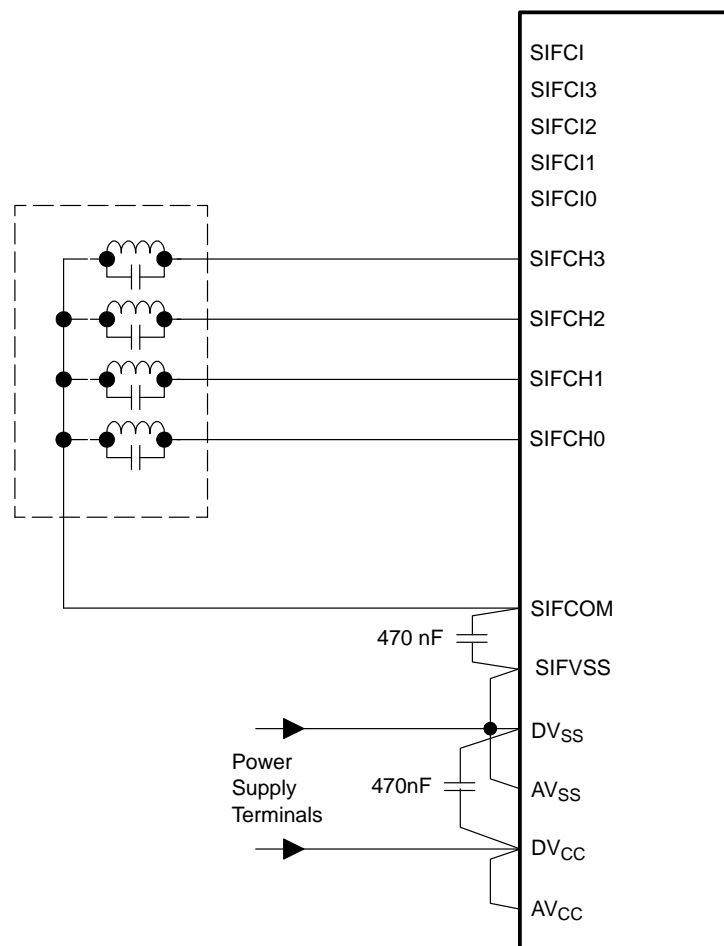 SIFCI
SIFCI3
SIFCI2
SIFCI1
SIFCI0
SIFCH3
SIFCH2
SIFCH1
SIFCH0
SIFCOM
470 nF
SIFVSS
DVSS
Power
Supply
Terminals
470nF
AVSS
DVCC
AVCC